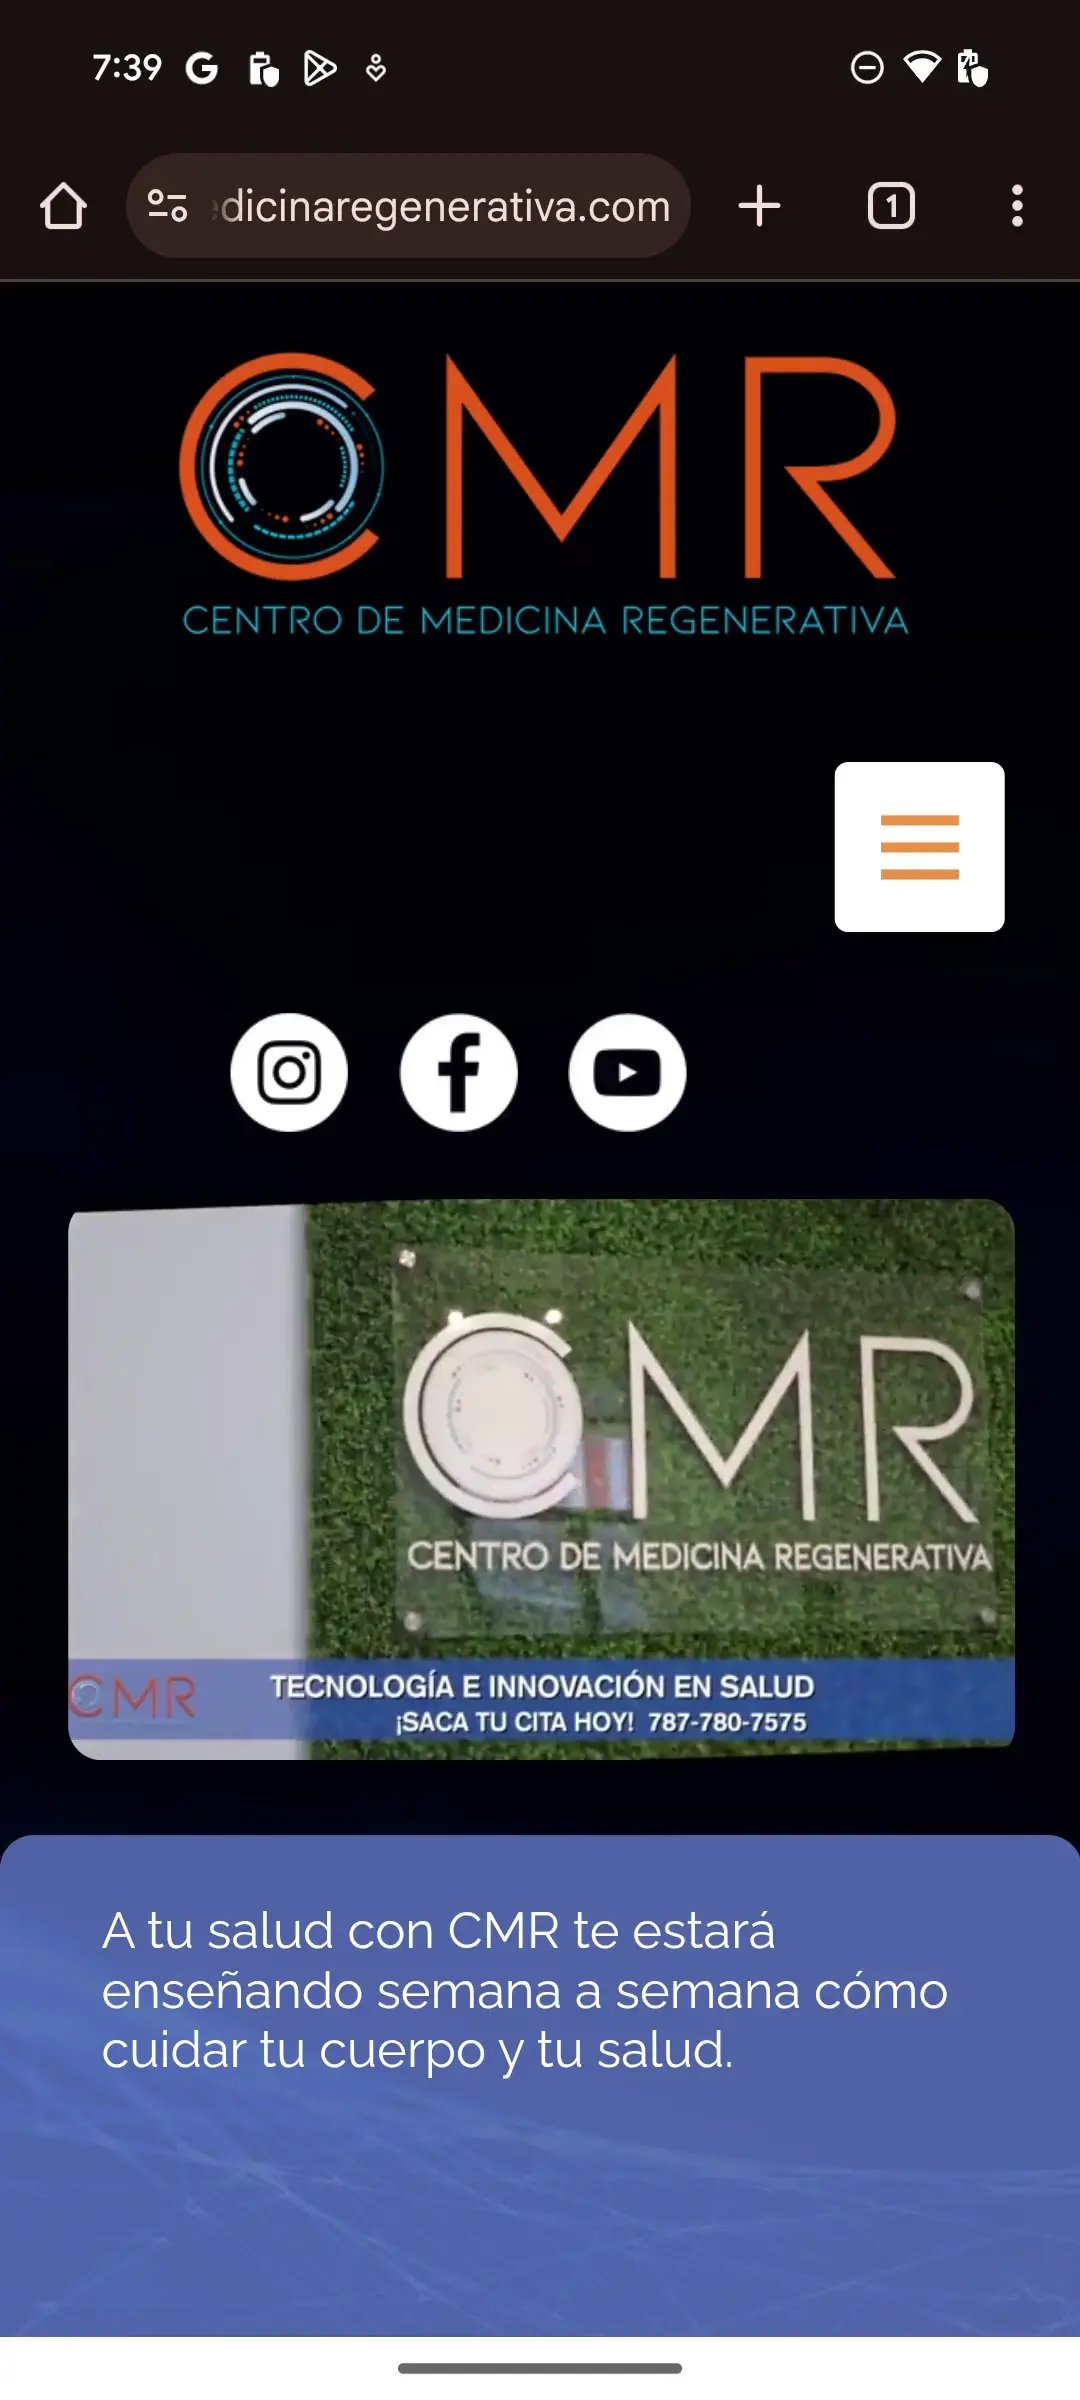 7:39
dicinaregenerativa.com
1
CMR
CENTRO DE MEDICINA REGENERATIVA
CMR
CENTRO DE MEDICINA REGENERATIVA
CMR
TECNOLOGÍA E INNOVACIÓN EN SALUD
¡SACA TU CITA HOY! 787-780-7575
A tu salud con CMR te estará
enseñando semana a semana cómo
cuidar tu cuerpo y tu salud.